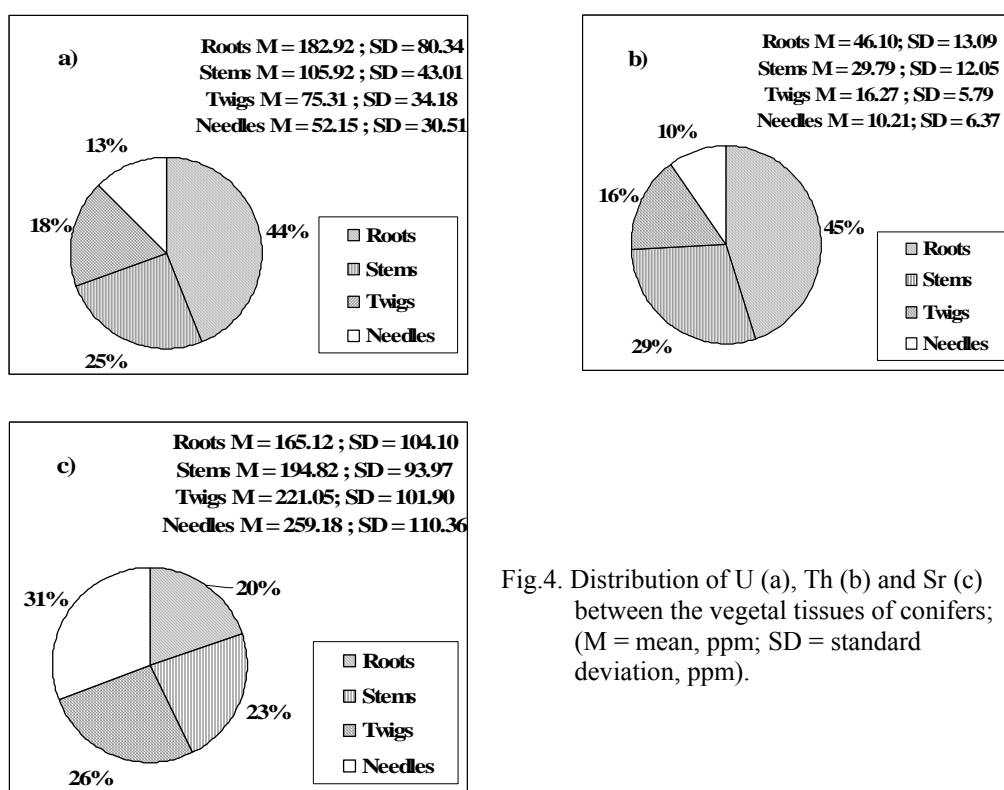 a)
Roots M = 182.92 ; SD = 80.34
Stems M = 105.92 ; SD = 43.01
Twigs M = 75.31 ; SD = 34.18
Needles M = 52.15 ; SD = 30.51
13%
18%
44%
25%
Roots
Stems
Twigs
Needles
b)
Roots M = 46.10; SD = 13.09
Stems M = 29.79 ; SD = 12.05
Twigs M = 16.27 ; SD = 5.79
Needles M = 10.21; SD = 6.37
10%
16%
45%
29%
Roots
Stems
Twigs
Needles
c)
Roots M = 165.12 ; SD = 104.10
Stems M = 194.82 ; SD = 93.97
Twigs M = 221.05; SD = 101.90
Needles M = 259.18 ; SD = 110.36
31%
20%
23%
26%
Roots
Stems
Twigs
Needles
Fig.4. Distribution of U (a), Th (b) and Sr (c)
between the vegetal tissues of conifers;
(M = mean, ppm; SD = standard
deviation, ppm).